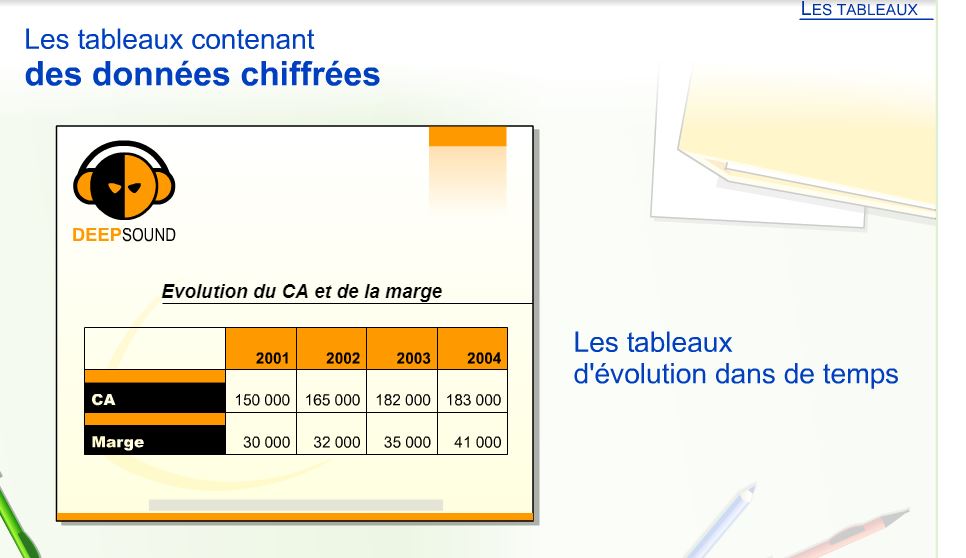 LES TABLEAUX
Les tableaux contenant
des données chiffrées
DEEPSOUND
Evolution du CA et de la marge
2001 2002 2003 2004
CA 150 000 165 000 182 000 183 000
Marge 30 000 32 000 35 000 41 000
Les tableaux
d'évolution dans de temps